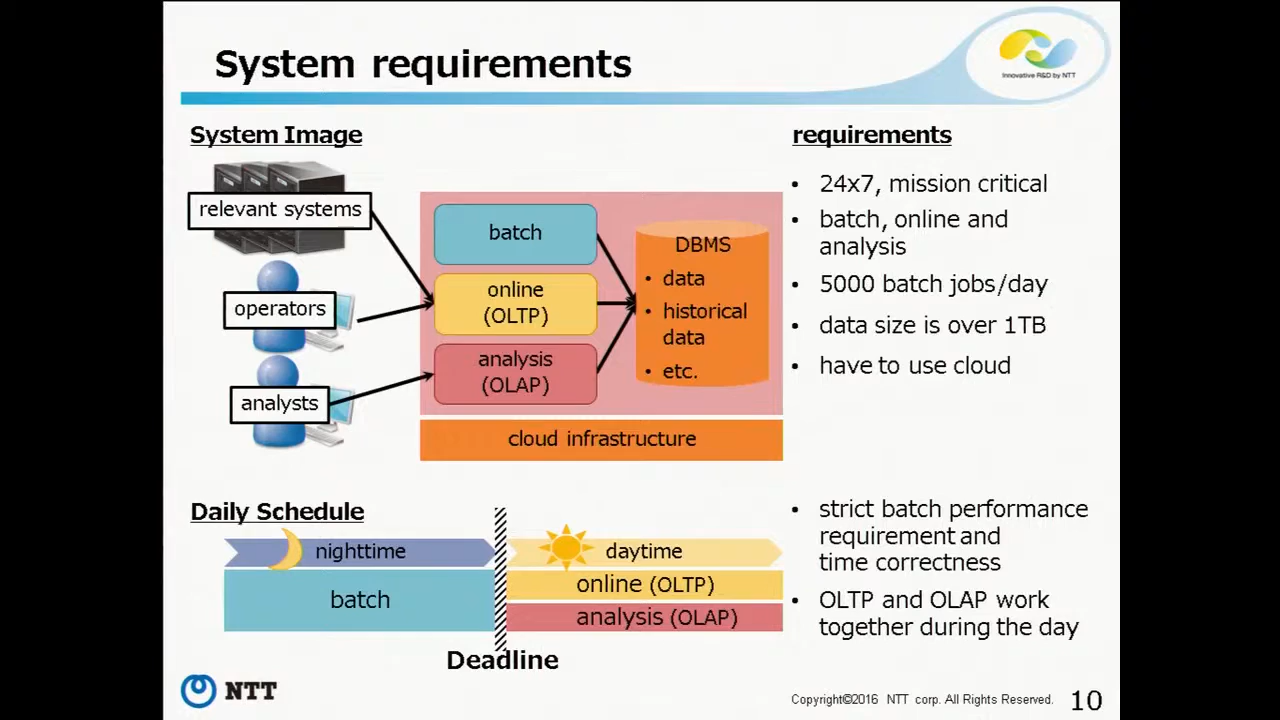 System requirements
Innovative R&D by NTT
System Image
relevant systems
operators
analysts
batch
online
(OLTP)
analysis
(OLAP)
DBMS
• data
• historical
data
• etc.
cloud infrastructure
requirements
• 24x7, mission critical
• batch, online and
analysis
• 5000 batch jobs/day
• data size is over 1TB
• have to use cloud
Daily Schedule
nighttime
daytime
batch
online (OLTP)
analysis (OLAP)
Deadline
• strict batch performance
requirement and
time correctness
• OLTP and OLAP work
together during the day
NTT
Copyright©2016 NTT corp. All Rights Reserved.
10